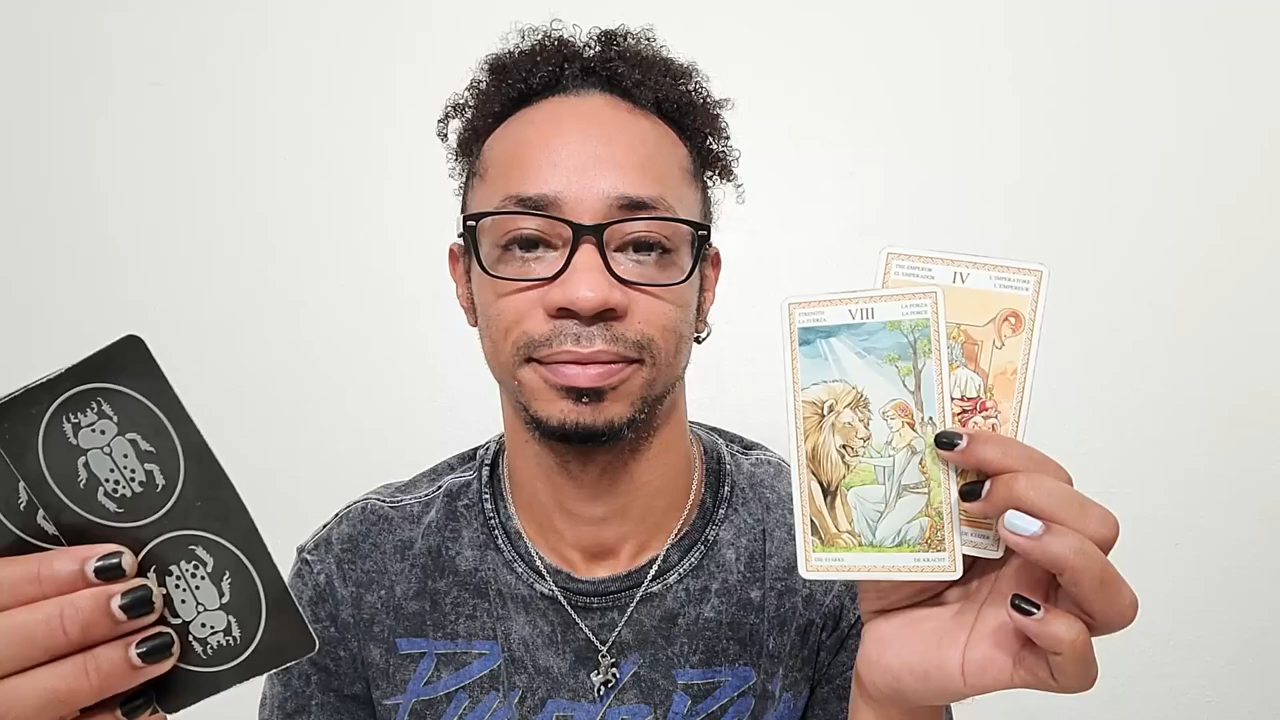 THE EMPEROR
EL EMPERADOR
IV
L'IMPERATORE
L'EMPEREUR
STRENGTH
LA FUERZA
VIII
LA FORZA
LA FORCE
DIE STARKE
DE KRACHT
DE KEIZER